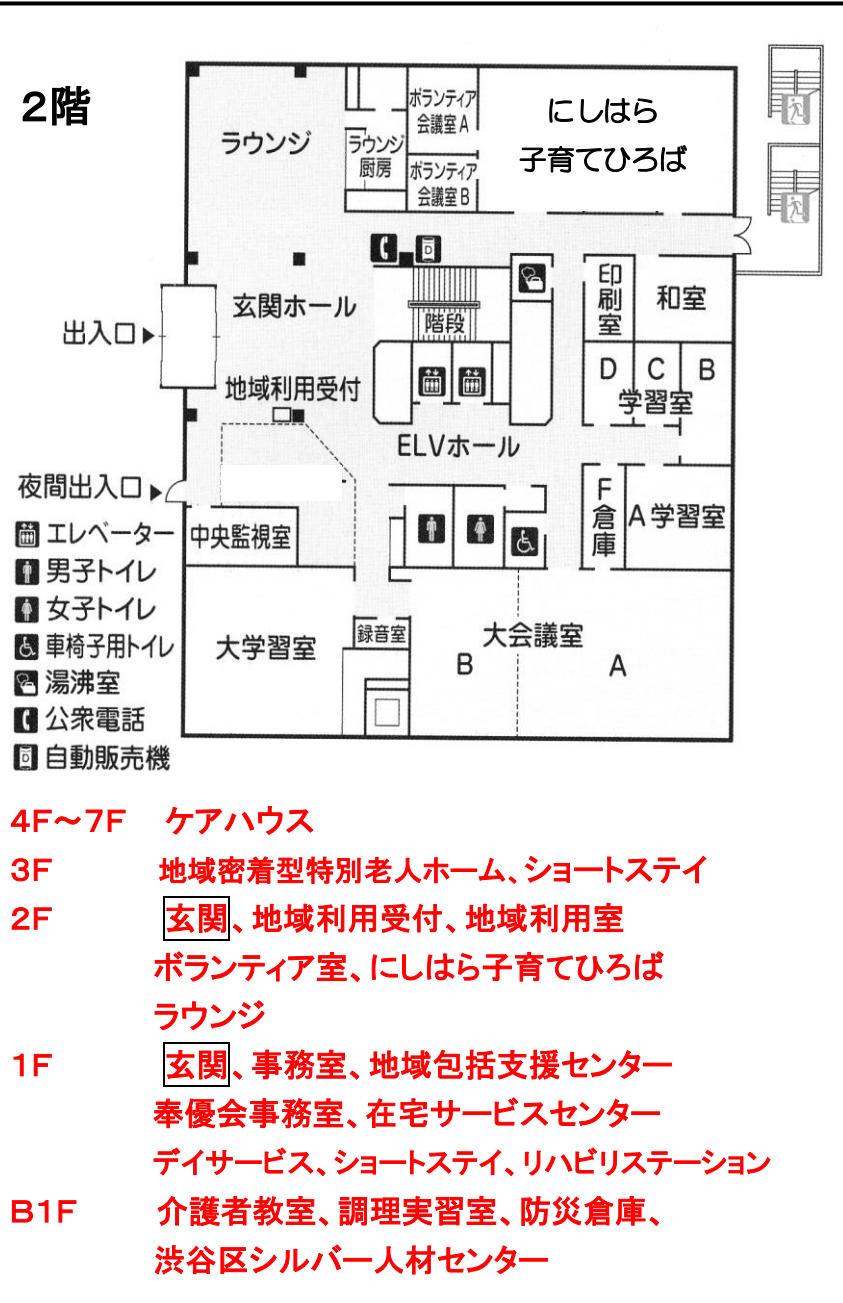 2階
ラウンジ
ラウンジ
厨房
ボランティア
会議室A
ボランティア
会議室B
にしはら
子育てひろば
玄関ホール
階段
印刷室
和室
出入口
地域利用受付
D
C
B
学習室
ELVホール
夜間出入口
F倉庫
A学習室
中央監視室
エレベーター
男子トイレ
女子トイレ
車椅子用トイレ
湯沸室
公衆電話
自動販売機
大学習室
録音室
大会議室
B
A
4F～7F ケアハウス
3F 地域密着型特別老人ホーム、ショートステイ
2F 玄関、地域利用受付、地域利用室
ボランティア室、にしはら子育てひろば
ラウンジ
1F 玄関、事務室、地域包括支援センター
奉優会事務室、在宅サービスセンター
デイサービス、ショートステイ、リハビリステーション
B1F 介護者教室、調理実習室、防災倉庫、
渋谷区シルバー人材センター